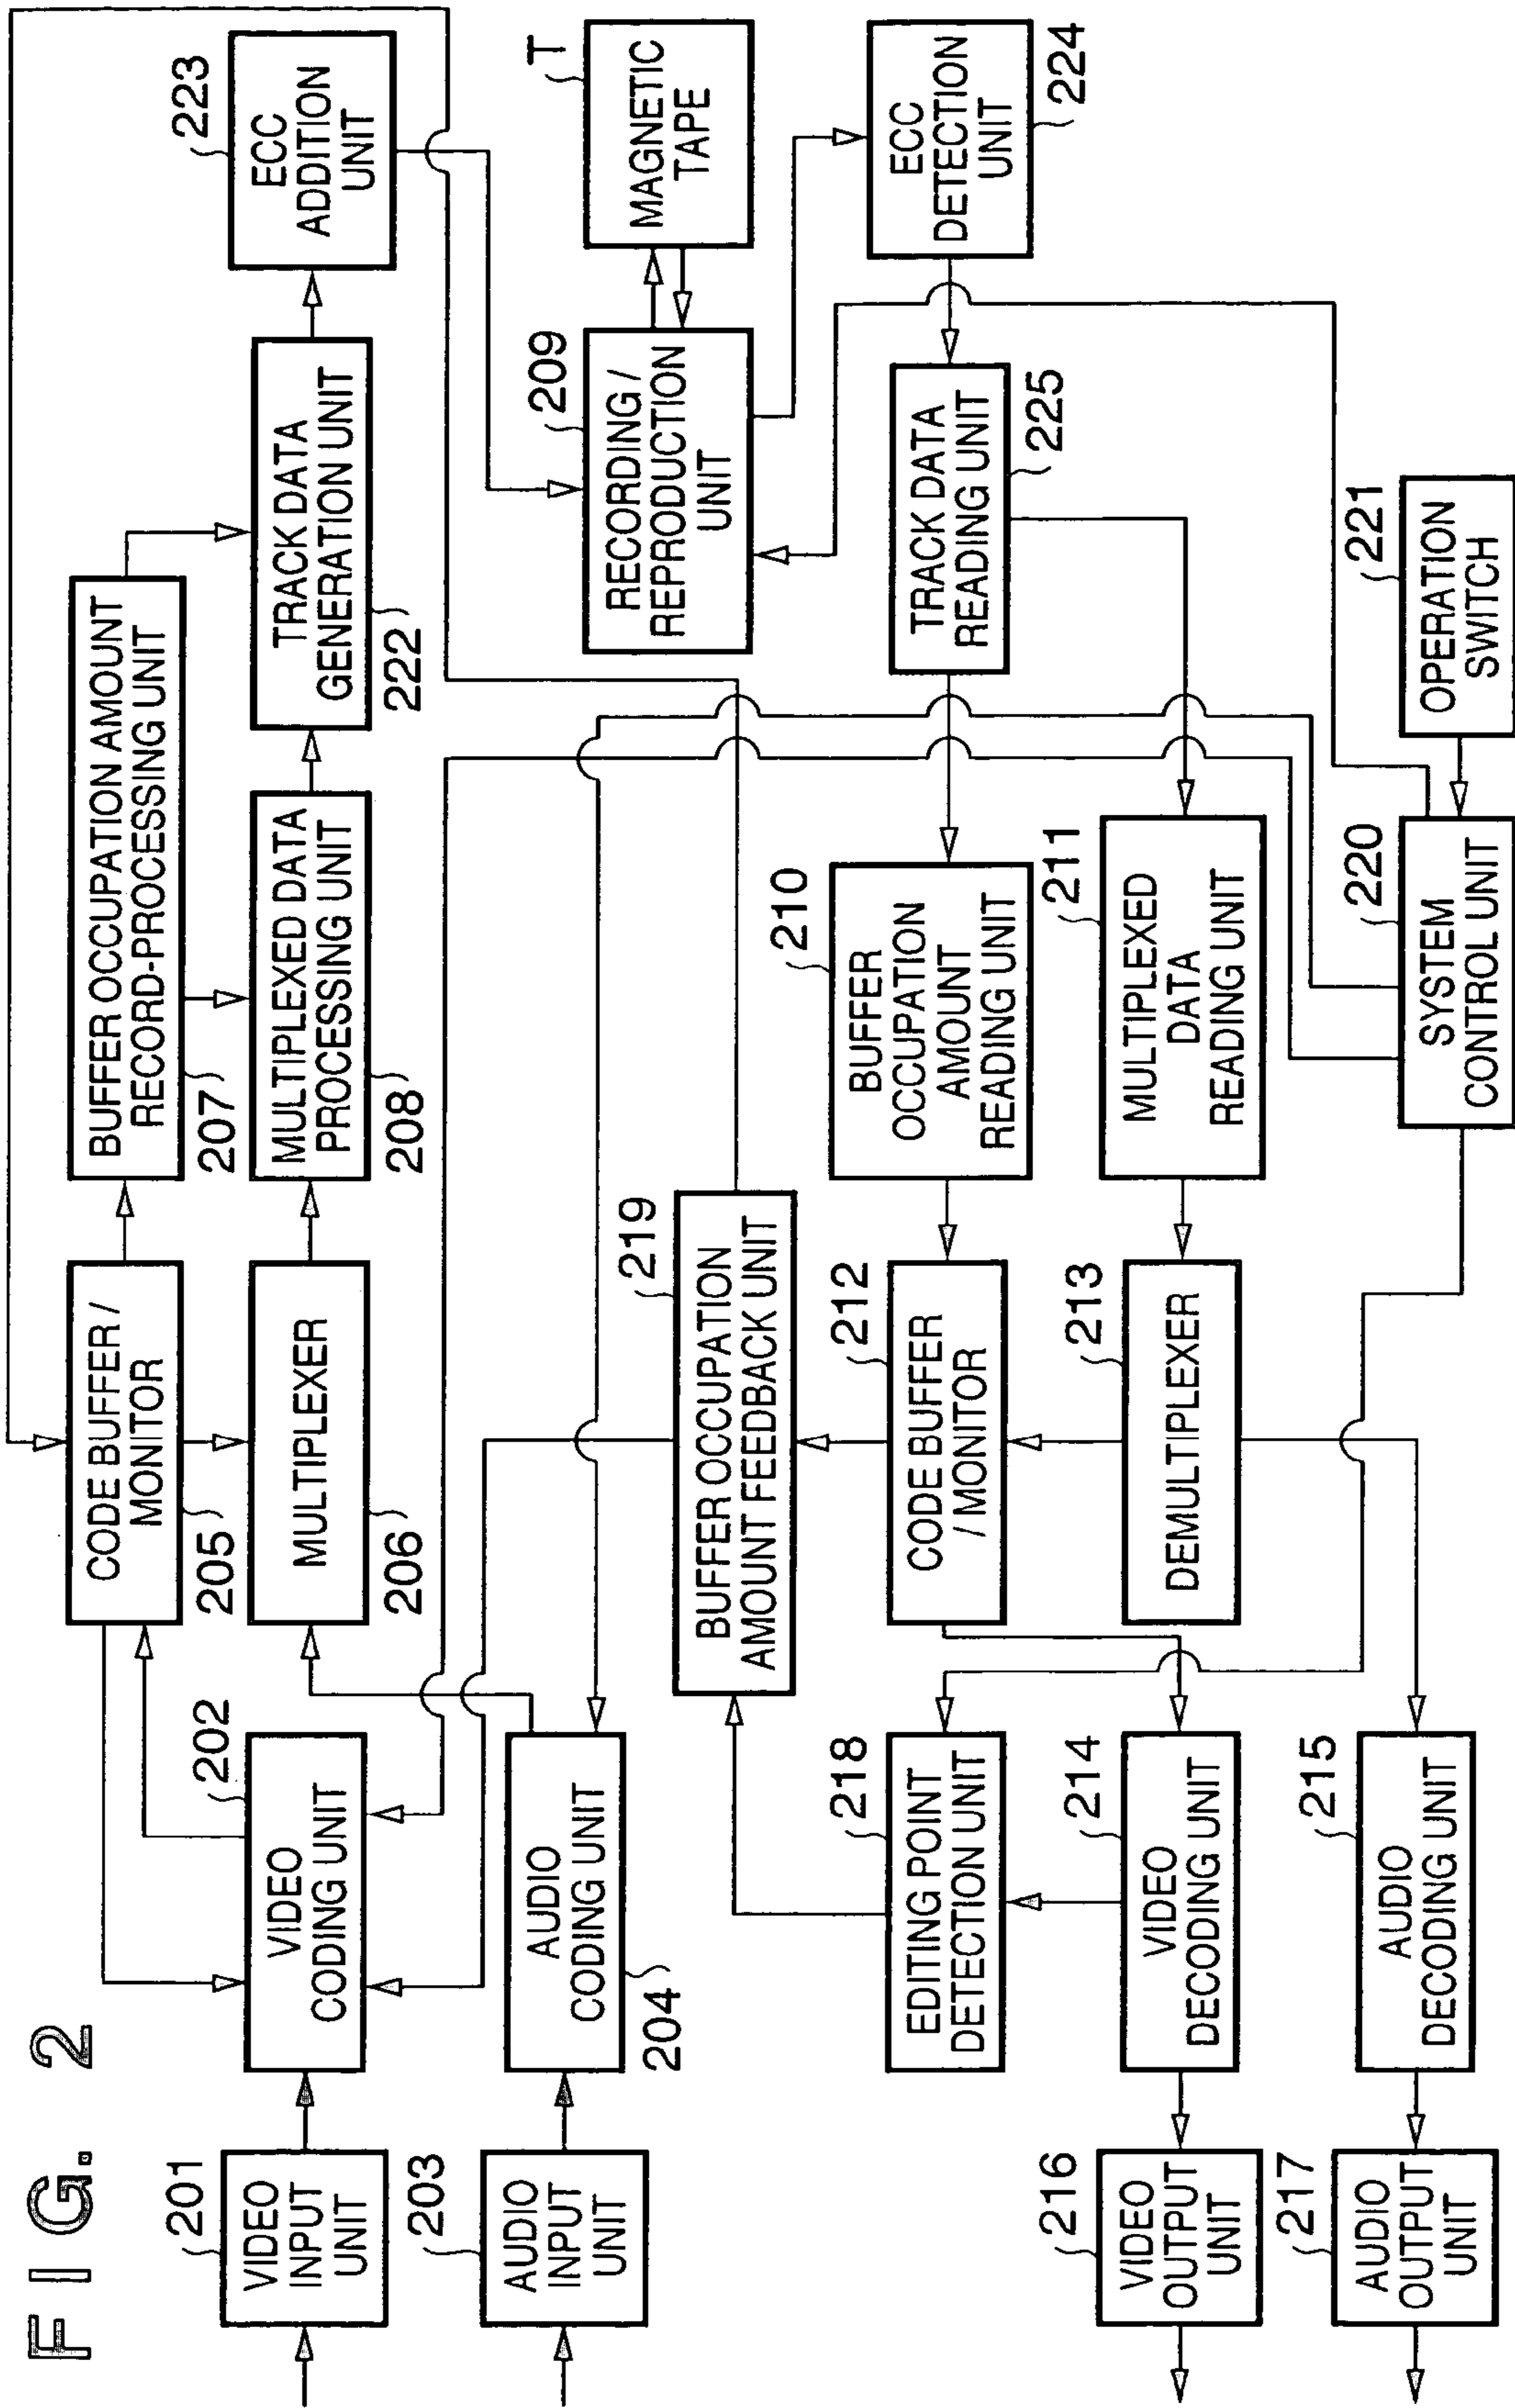 FIG. 2
201
VIDEO
INPUT
UNIT
202
VIDEO
CODING UNIT
203
AUDIO
INPUT
UNIT
AUDIO
CODING UNIT
204
CODE BUFFER /
MONITOR
205
MULTIPLEXER
206
BUFFER OCCUPATION AMOUNT
RECORD-PROCESSING UNIT
207
MULTIPLEXED DATA
PROCESSING UNIT
208
TRACK DATA
GENERATION UNIT
222
223
ECC
ADDITION
UNIT
209
RECORDING /
REPRODUCTION
UNIT
T
MAGNETIC
TAPE
ECC
DETECTION
UNIT
224
TRACK DATA
READING UNIT
225
210
BUFFER
OCCUPATION
AMOUNT
READING UNIT
211
MULTIPLEXED
DATA
READING UNIT
219
BUFFER OCCUPATION
AMOUNT FEEDBACK UNIT
212
CODE BUFFER
/ MONITOR
213
DEMULTIPLEXER
218
EDITING POINT
DETECTION UNIT
214
VIDEO
DECODING UNIT
215
AUDIO
DECODING UNIT
216
VIDEO
OUTPUT
UNIT
217
AUDIO
OUTPUT
UNIT
220
SYSTEM
CONTROL UNIT
221
OPERATION
SWITCH